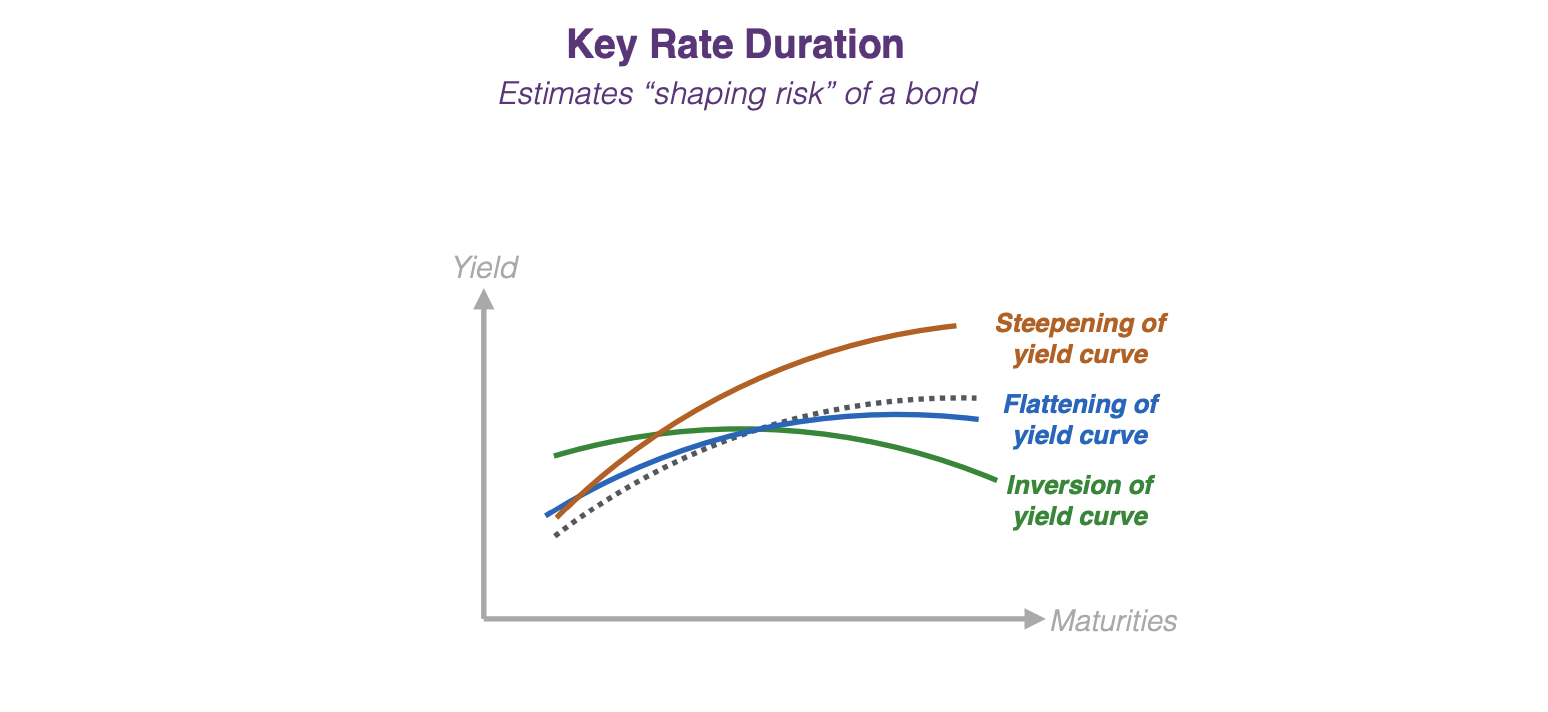 Key Rate Duration
Estimates “shaping risk” of a bond
Yield
Steepening of
yield curve
Flattening of
yield curve
Inversion of
yield curve
Maturities